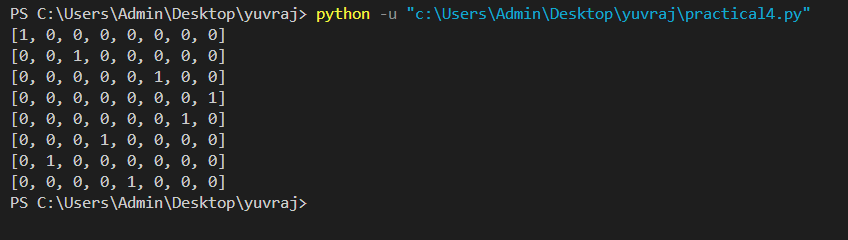 PS C:\Users\Admin\Desktop\yuvraj> python -u "c:\Users\Admin\Desktop\yuvraj\practical4.py"
[1, 0, 0, 0, 0, 0, 0, 0]
[0, 0, 1, 0, 0, 0, 0, 0]
[0, 0, 0, 0, 0, 1, 0, 0]
[0, 0, 0, 0, 0, 0, 0, 1]
[0, 0, 0, 0, 0, 0, 1, 0]
[0, 0, 0, 1, 0, 0, 0, 0]
[0, 1, 0, 0, 0, 0, 0, 0]
[0, 0, 0, 0, 1, 0, 0, 0]
PS C:\Users\Admin\Desktop\yuvraj>